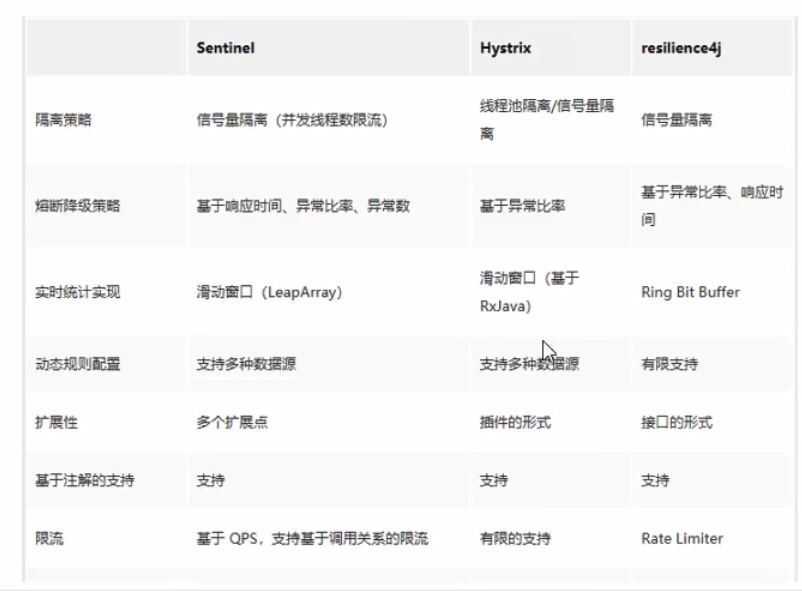 Sentinel Hystrix resilience4j
隔离策略 信号量隔离（并发线程数限流） 线程池隔离/信号量隔 信号量隔离
离
熔断降级策略 基于响应时间、异常比率、异常数 基于异常比率 基于异常比率、响应时
间
实时统计实现 滑动窗口（LeapArray） 滑动窗口（基于 Ring Bit Buffer
RxJava）
动态规则配置 支持多种数据源 支持多种数据源 有限支持
扩展性 多个扩展点 插件的形式 接口的形式
基于注解的支持 支持 支持 支持
限流 基于 QPS，支持基于调用关系的限流 有限的支持 Rate Limiter